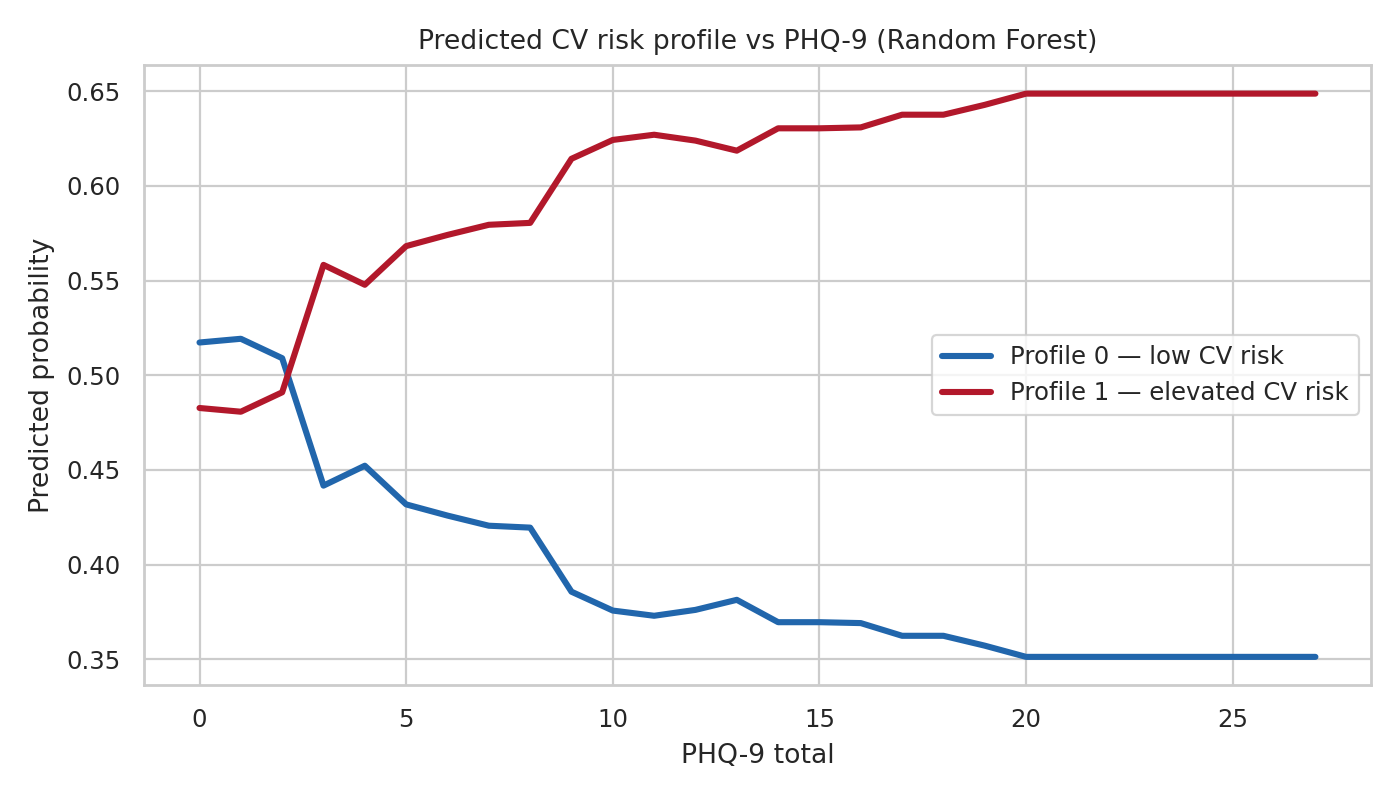 Predicted CV risk profile vs PHQ-9 (Random Forest)
Predicted probability
0.65
0.60
0.55
0.50
0.45
0.40
0.35
Profile 0 — low CV risk
Profile 1 — elevated CV risk
0 5 10 15 20 25
PHQ-9 total